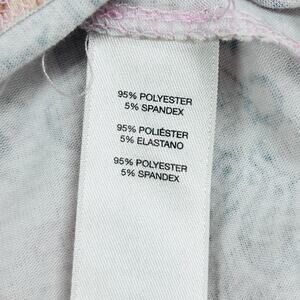 95% POLYESTER
5% SPANDEX
95% POLIÉSTER
5% ELASTANO
95% POLYESTER
5% SPANDEX